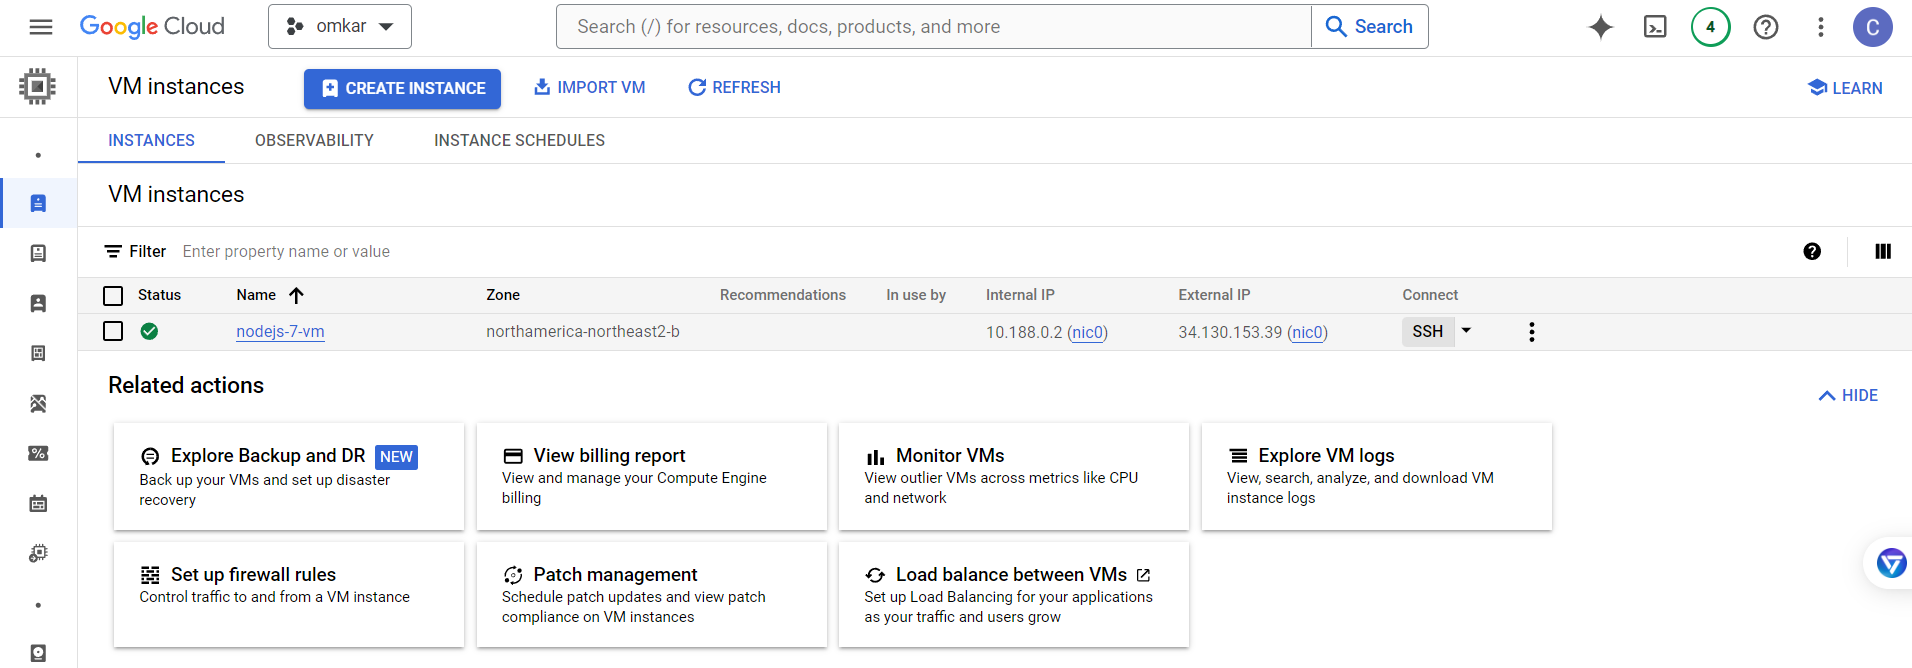 Google Cloud
omkar
Search (/) for resources, docs, products, and more
Search
4
C
VM instances
CREATE INSTANCE
IMPORT VM
REFRESH
LEARN
INSTANCES
OBSERVABILITY
INSTANCE SCHEDULES
VM instances
Filter Enter property name or value
Status Name Zone Recommendations In use by Internal IP External IP Connect
nodejs-7-vm northamerica-northeast2-b 10.188.0.2 (nic0) 34.130.153.39 (nic0) SSH
Related actions
HIDE
Explore Backup and DR NEW
Back up your VMs and set up disaster
recovery
View billing report
View and manage your Compute Engine
billing
Monitor VMs
View outlier VMs across metrics like CPU
and network
Explore VM logs
View, search, analyze, and download VM
instance logs
Set up firewall rules
Control traffic to and from a VM instance
Patch management
Schedule patch updates and view patch
compliance on VM instances
Load balance between VMs
Set up Load Balancing for your applications
as your traffic and users grow